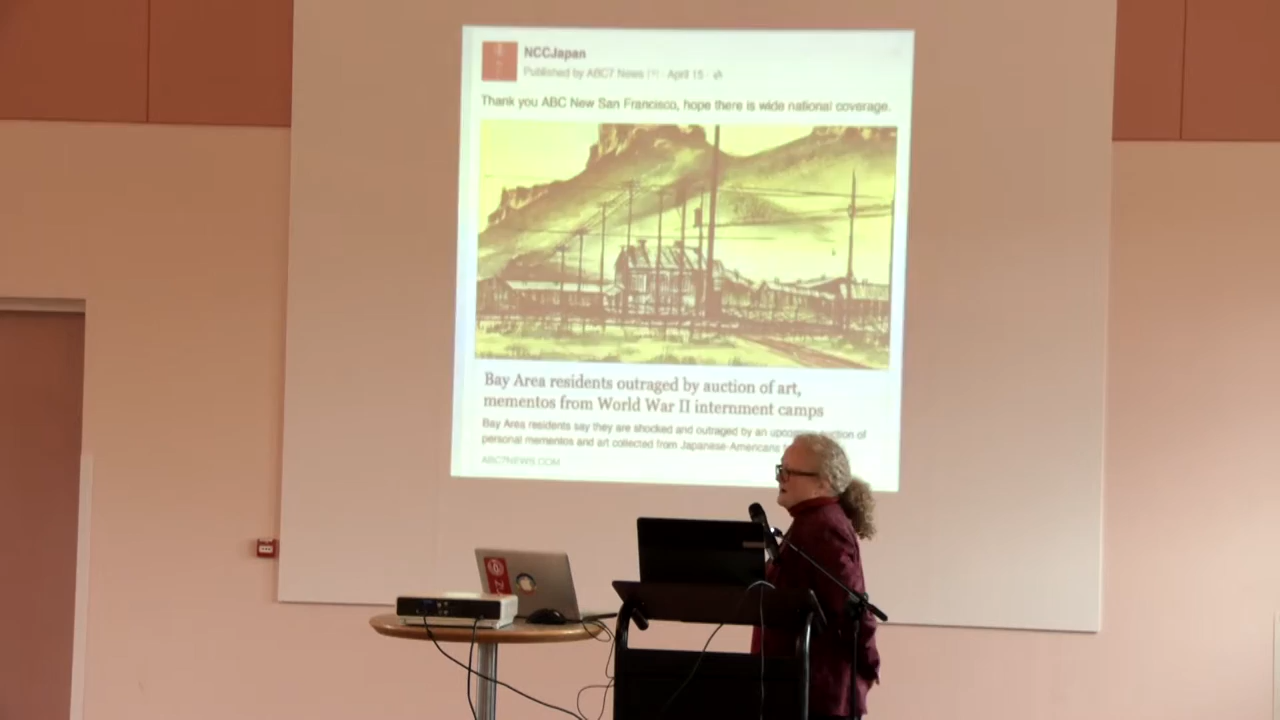 NCCJapan
Published by ABC7 News [?] · April 15 ·
Thank you ABC New San Francisco, hope there is wide national coverage.
Bay Area residents outraged by auction of art,
mementos from World War II internment camps
Bay Area residents say they are shocked and outraged by an upcoming auction of
personal mementos and art collected from Japanese-Americans
ABC7NEWS.COM